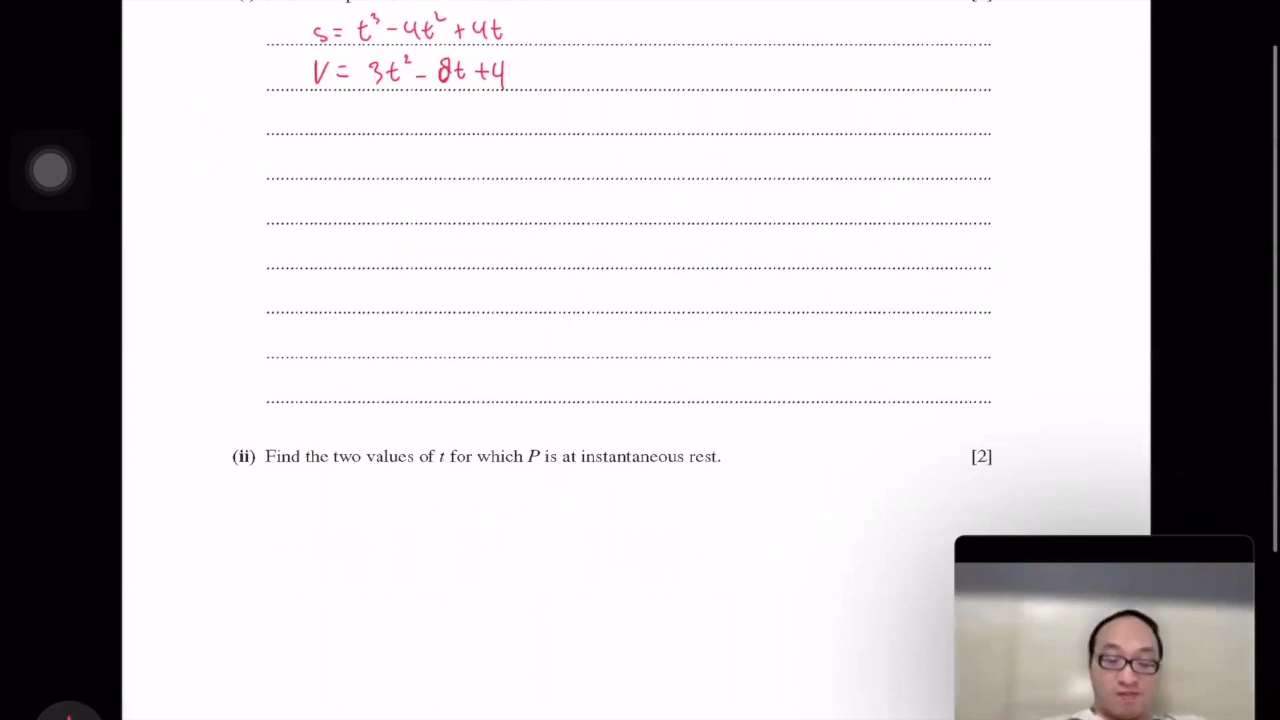 s = t³ - 4t² + 4t
V = 3t² - 8t + 4
(ii) Find the two values of t for which P is at instantaneous rest. [2]